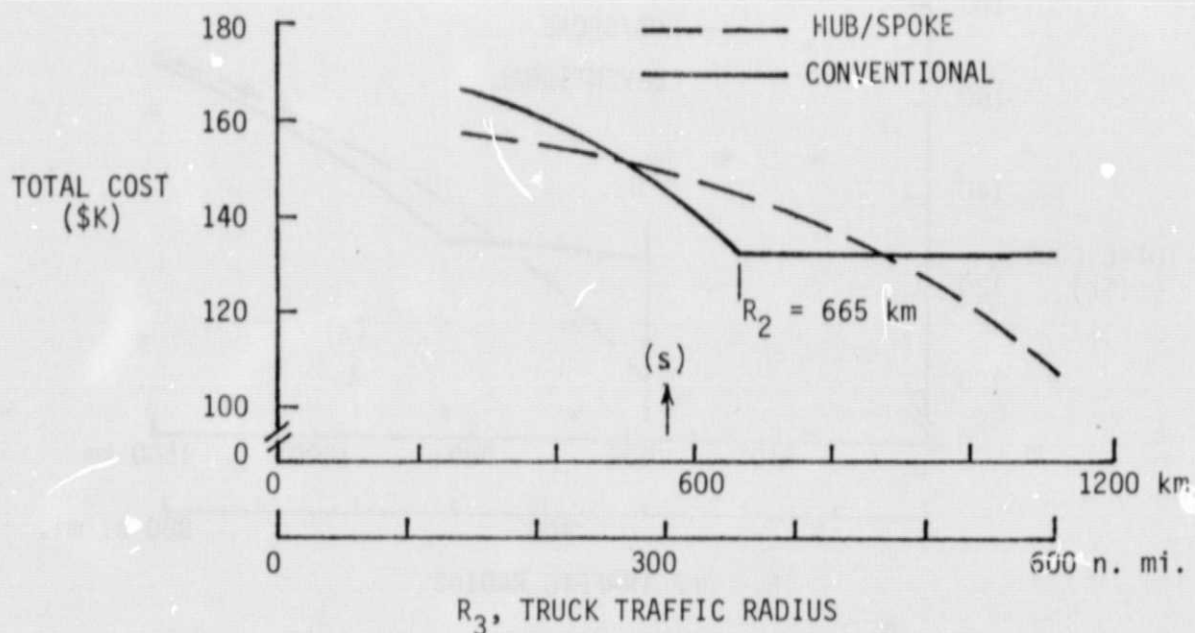 180
HUB/SPOKE
CONVENTIONAL
160
TOTAL COST
($K)
140
120
R₂ = 665 km
(s)
100
0
0 600 1200 km
0 300 600 n. mi.
R₃, TRUCK TRAFFIC RADIUS